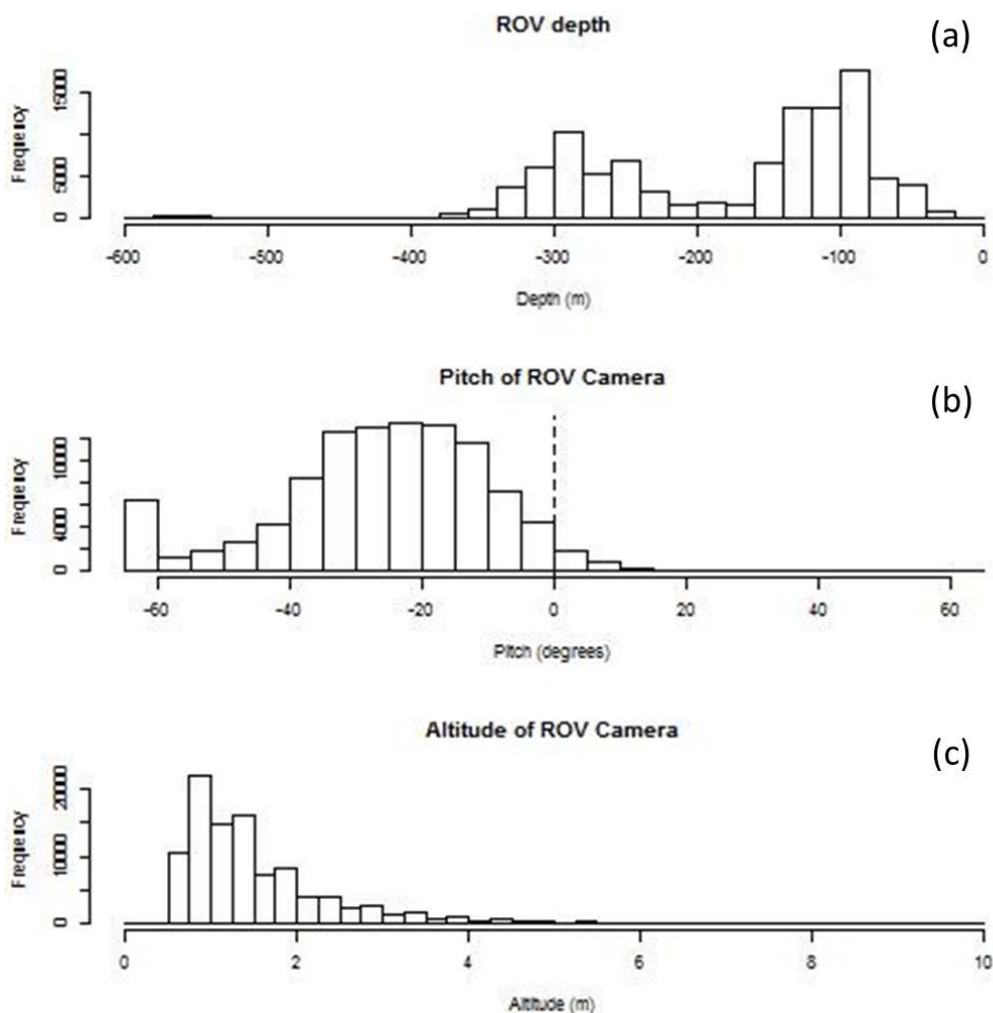 ROV depth
(a)
Frequency
0 5000 15000
-600 -500 -400 -300 -200 -100 0
Depth (m)
Pitch of ROV Camera
(b)
Frequency
0 4000 10000
-60 -40 -20 0 20 40 60
Pitch (degrees)
Altitude of ROV Camera
(c)
Frequency
0 10000 20000
0 2 4 6 8 10
Altitude (m)